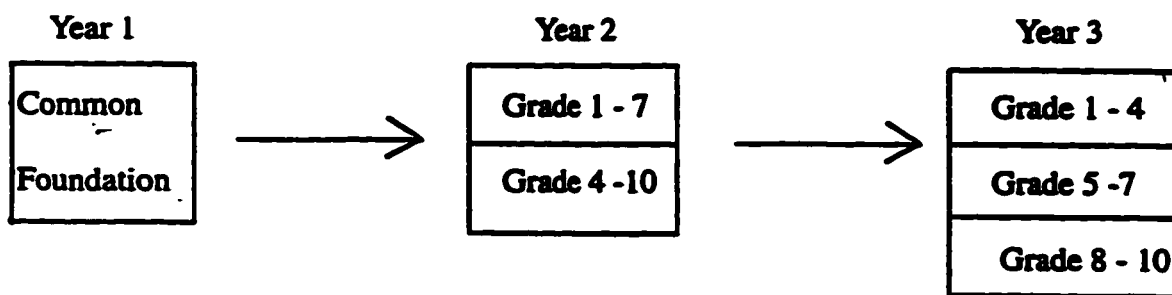 Year 1
Common
Foundation
Year 2
Grade 1 - 7
Grade 4 -10
Year 3
Grade 1 - 4
Grade 5 -7
Grade 8 - 10